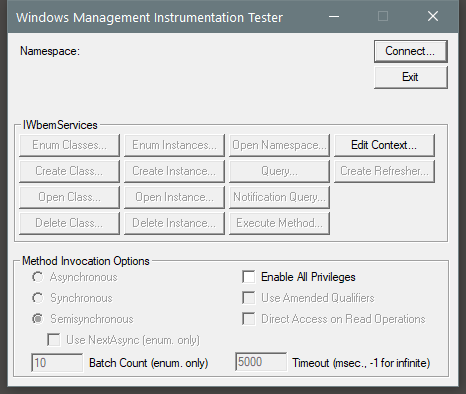 Windows Management Instrumentation Tester
Namespace:
Connect...
Exit
IWbemServices
Enum Classes... Enum Instances... Open Namespace... Edit Context...
Create Class... Create Instance... Query... Create Refresher...
Open Class... Open Instance... Notification Query...
Delete Class... Delete Instance... Execute Method...
Method Invocation Options
Asynchronous Enable All Privileges
Synchronous Use Amended Qualifiers
Semisynchronous Direct Access on Read Operations
Use NextAsync (enum. only)
10 Batch Count (enum. only) 5000 Timeout (msec., -1 for infinite)